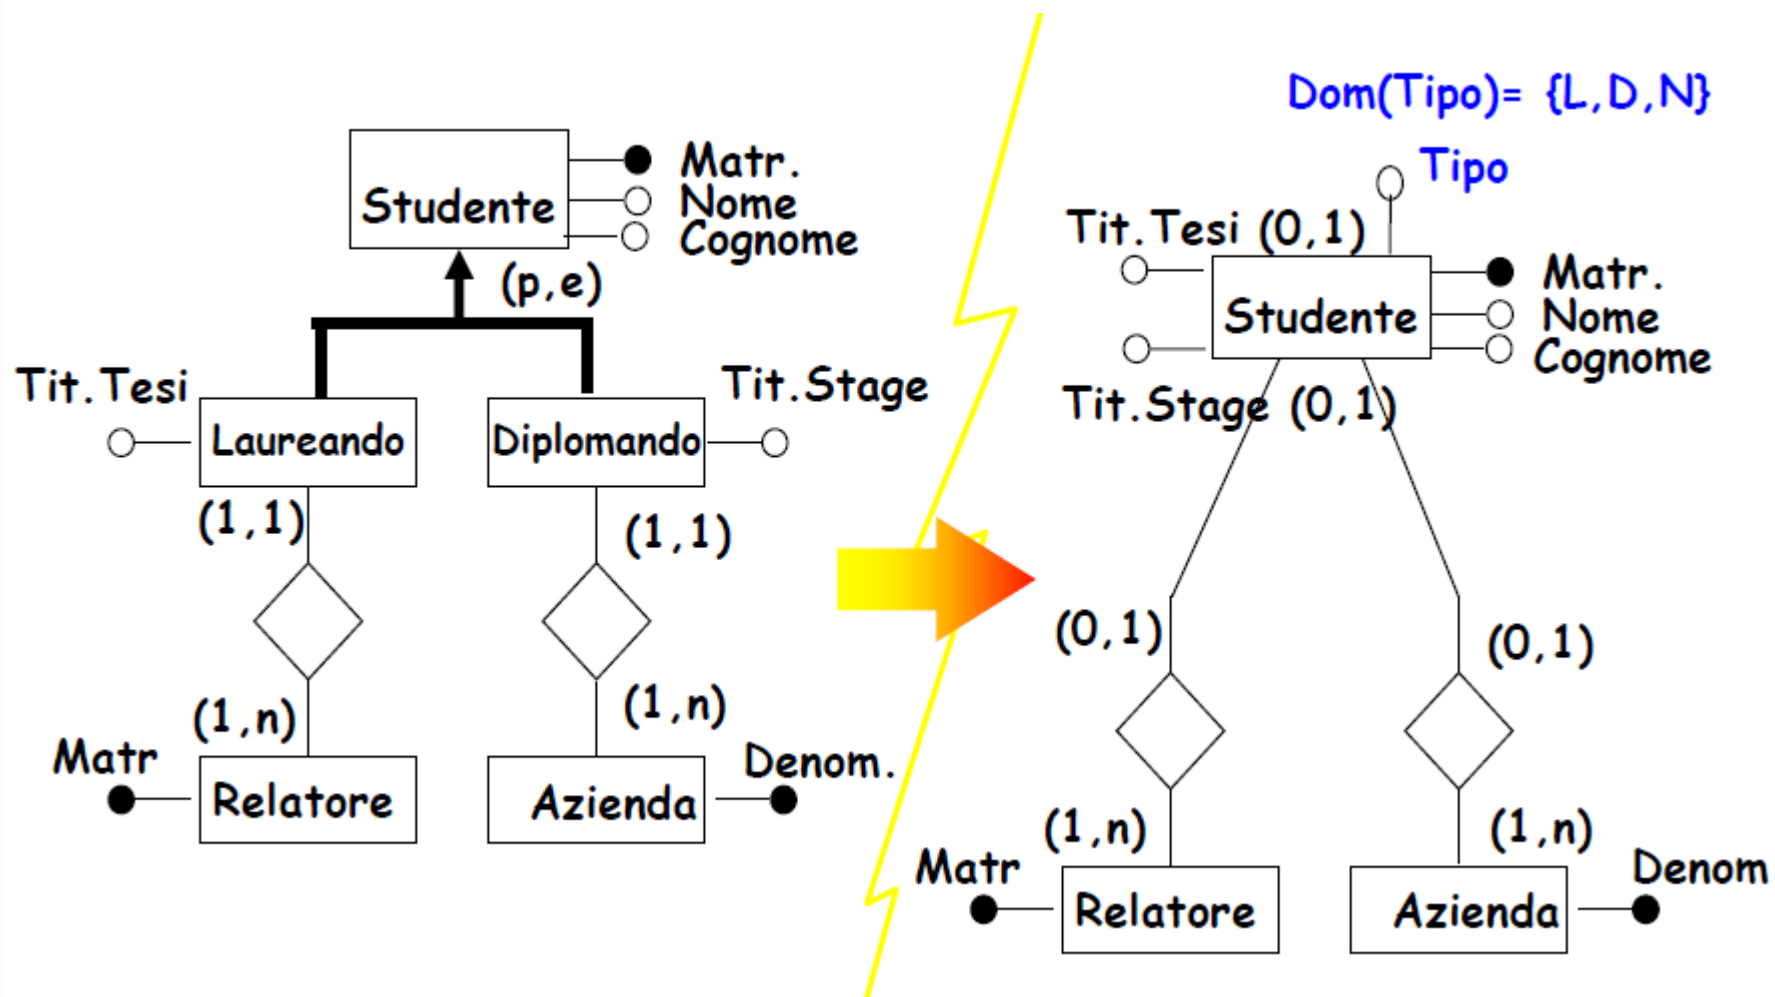 Matr.
Studente
Nome
Cognome
(p,e)
Tit.Tesi
Tit.Stage
Laureando
Diplomando
(1,1)
(1,1)
(1,n)
(1,n)
Matr
Denom.
Relatore
Azienda
Dom(Tipo)= {L,D,N}
Tipo
Tit.Tesi (0,1)
Matr.
Studente
Nome
Cognome
Tit.Stage (0,1)
(0,1)
(0,1)
(1,n)
(1,n)
Matr
Denom
Relatore
Azienda